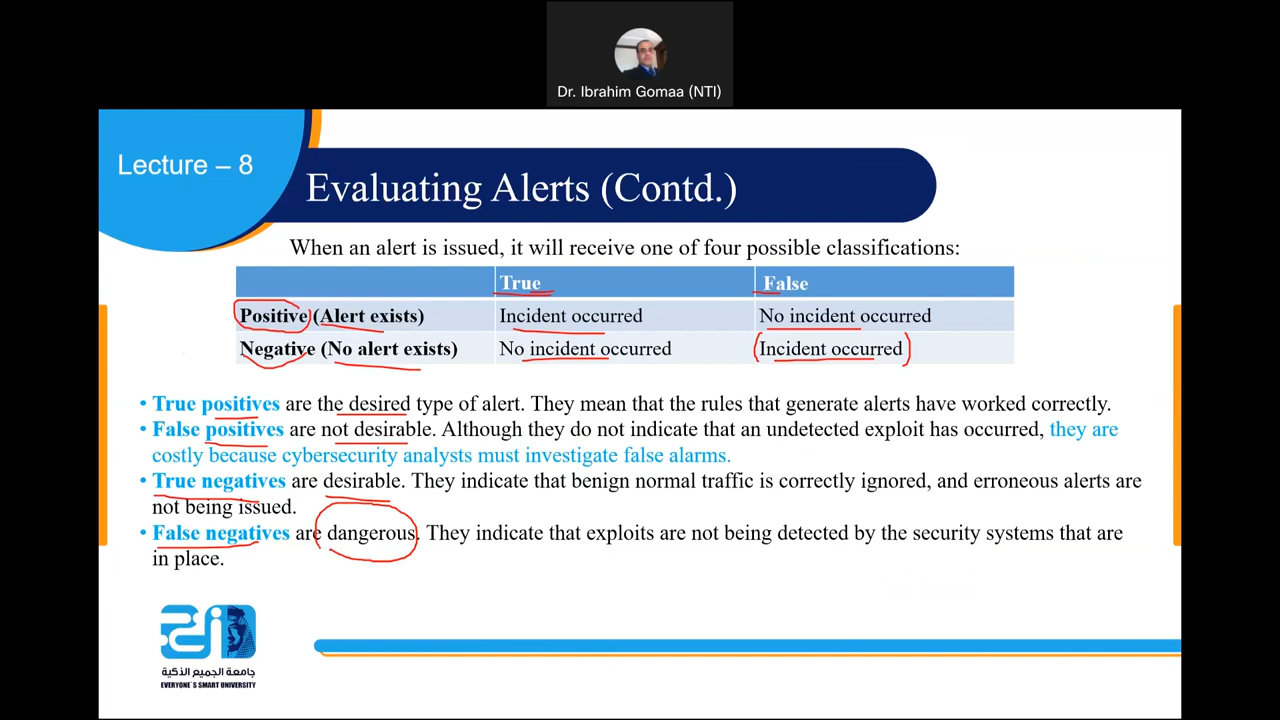 Dr. Ibrahim Gomaa (NTI)
Lecture – 8
Evaluating Alerts (Contd.)
When an alert is issued, it will receive one of four possible classifications:
True False
Positive (Alert exists) Incident occurred No incident occurred
Negative (No alert exists) No incident occurred Incident occurred
• True positives are the desired type of alert. They mean that the rules that generate alerts have worked correctly.
• False positives are not desirable. Although they do not indicate that an undetected exploit has occurred, they are
costly because cybersecurity analysts must investigate false alarms.
• True negatives are desirable. They indicate that benign normal traffic is correctly ignored, and erroneous alerts are
not being issued.
• False negatives are dangerous. They indicate that exploits are not being detected by the security systems that are
in place.
جامعة الجميع الذكية
EVERYONE`S SMART UNIVERSITY